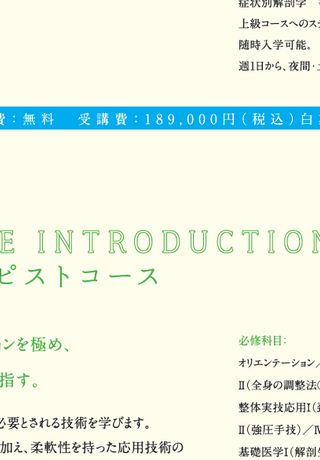 症状別解剖学
上級コースへのス
随時入学可能。
週1日から、夜間・
費：無料　受講費：189,000円（税込）白
E INTRODUCTION
ピストコース
ョンを極め、
指す。
必要とされる技術を学びます。
加え、柔軟性を持った応用技術の
必修科目：
オリエンテーション／
II（全身の調整法
整体実技応用I（
II（強圧手技）／IV
基礎医学I（解剖